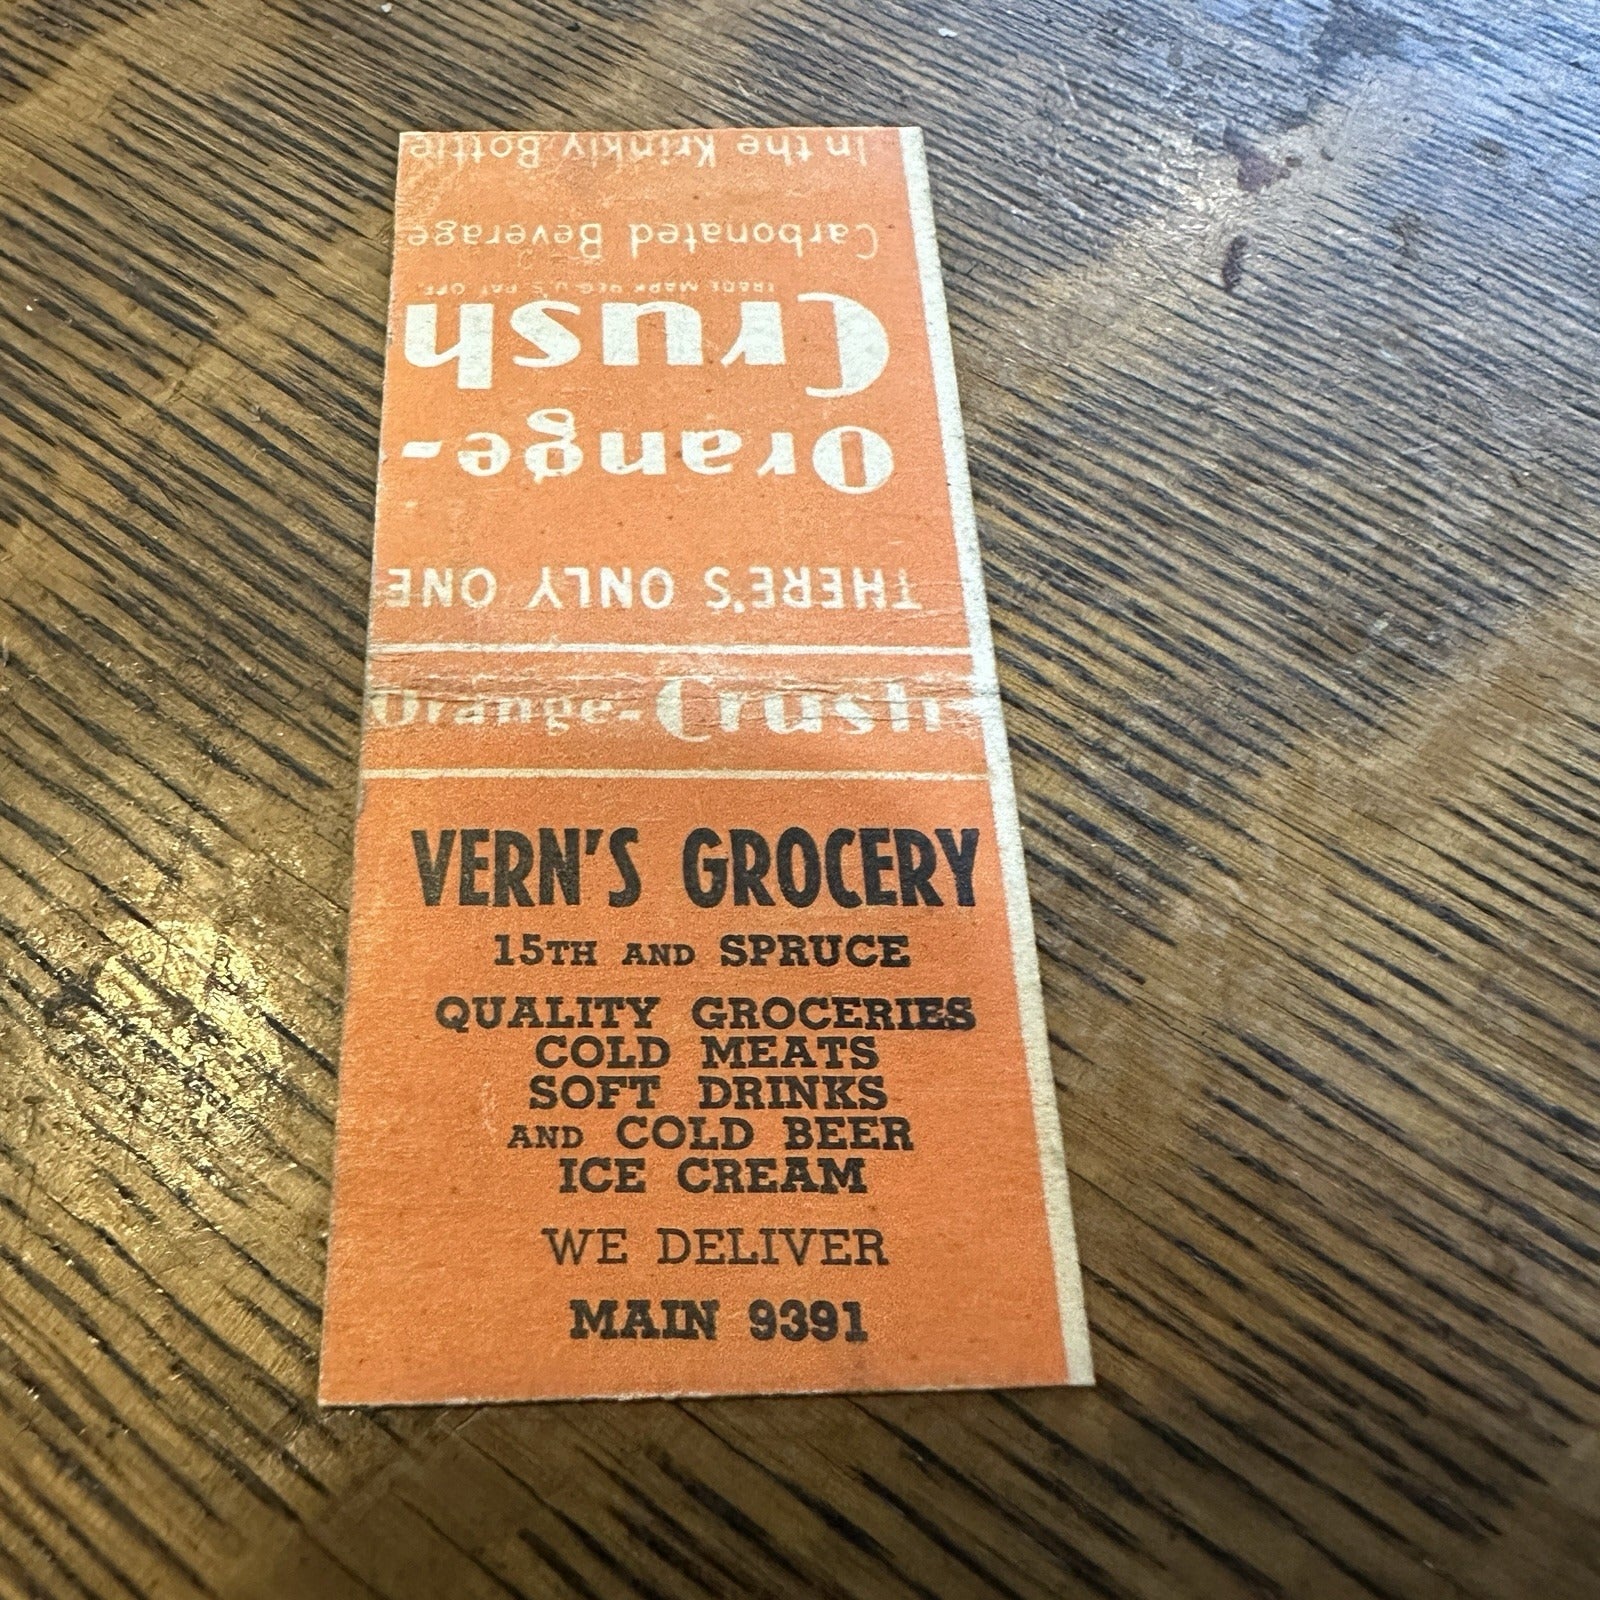 THERE'S ONLY ONE
Orange-
Crush
TRADE MARK REG. U.S. PAT. OFF.
Carbonated Beverage
In the Krinkly Bottle
Orange-Crush
VERN'S GROCERY
15TH AND SPRUCE
QUALITY GROCERIES
COLD MEATS
SOFT DRINKS
AND COLD BEER
ICE CREAM
WE DELIVER
MAIN 9391